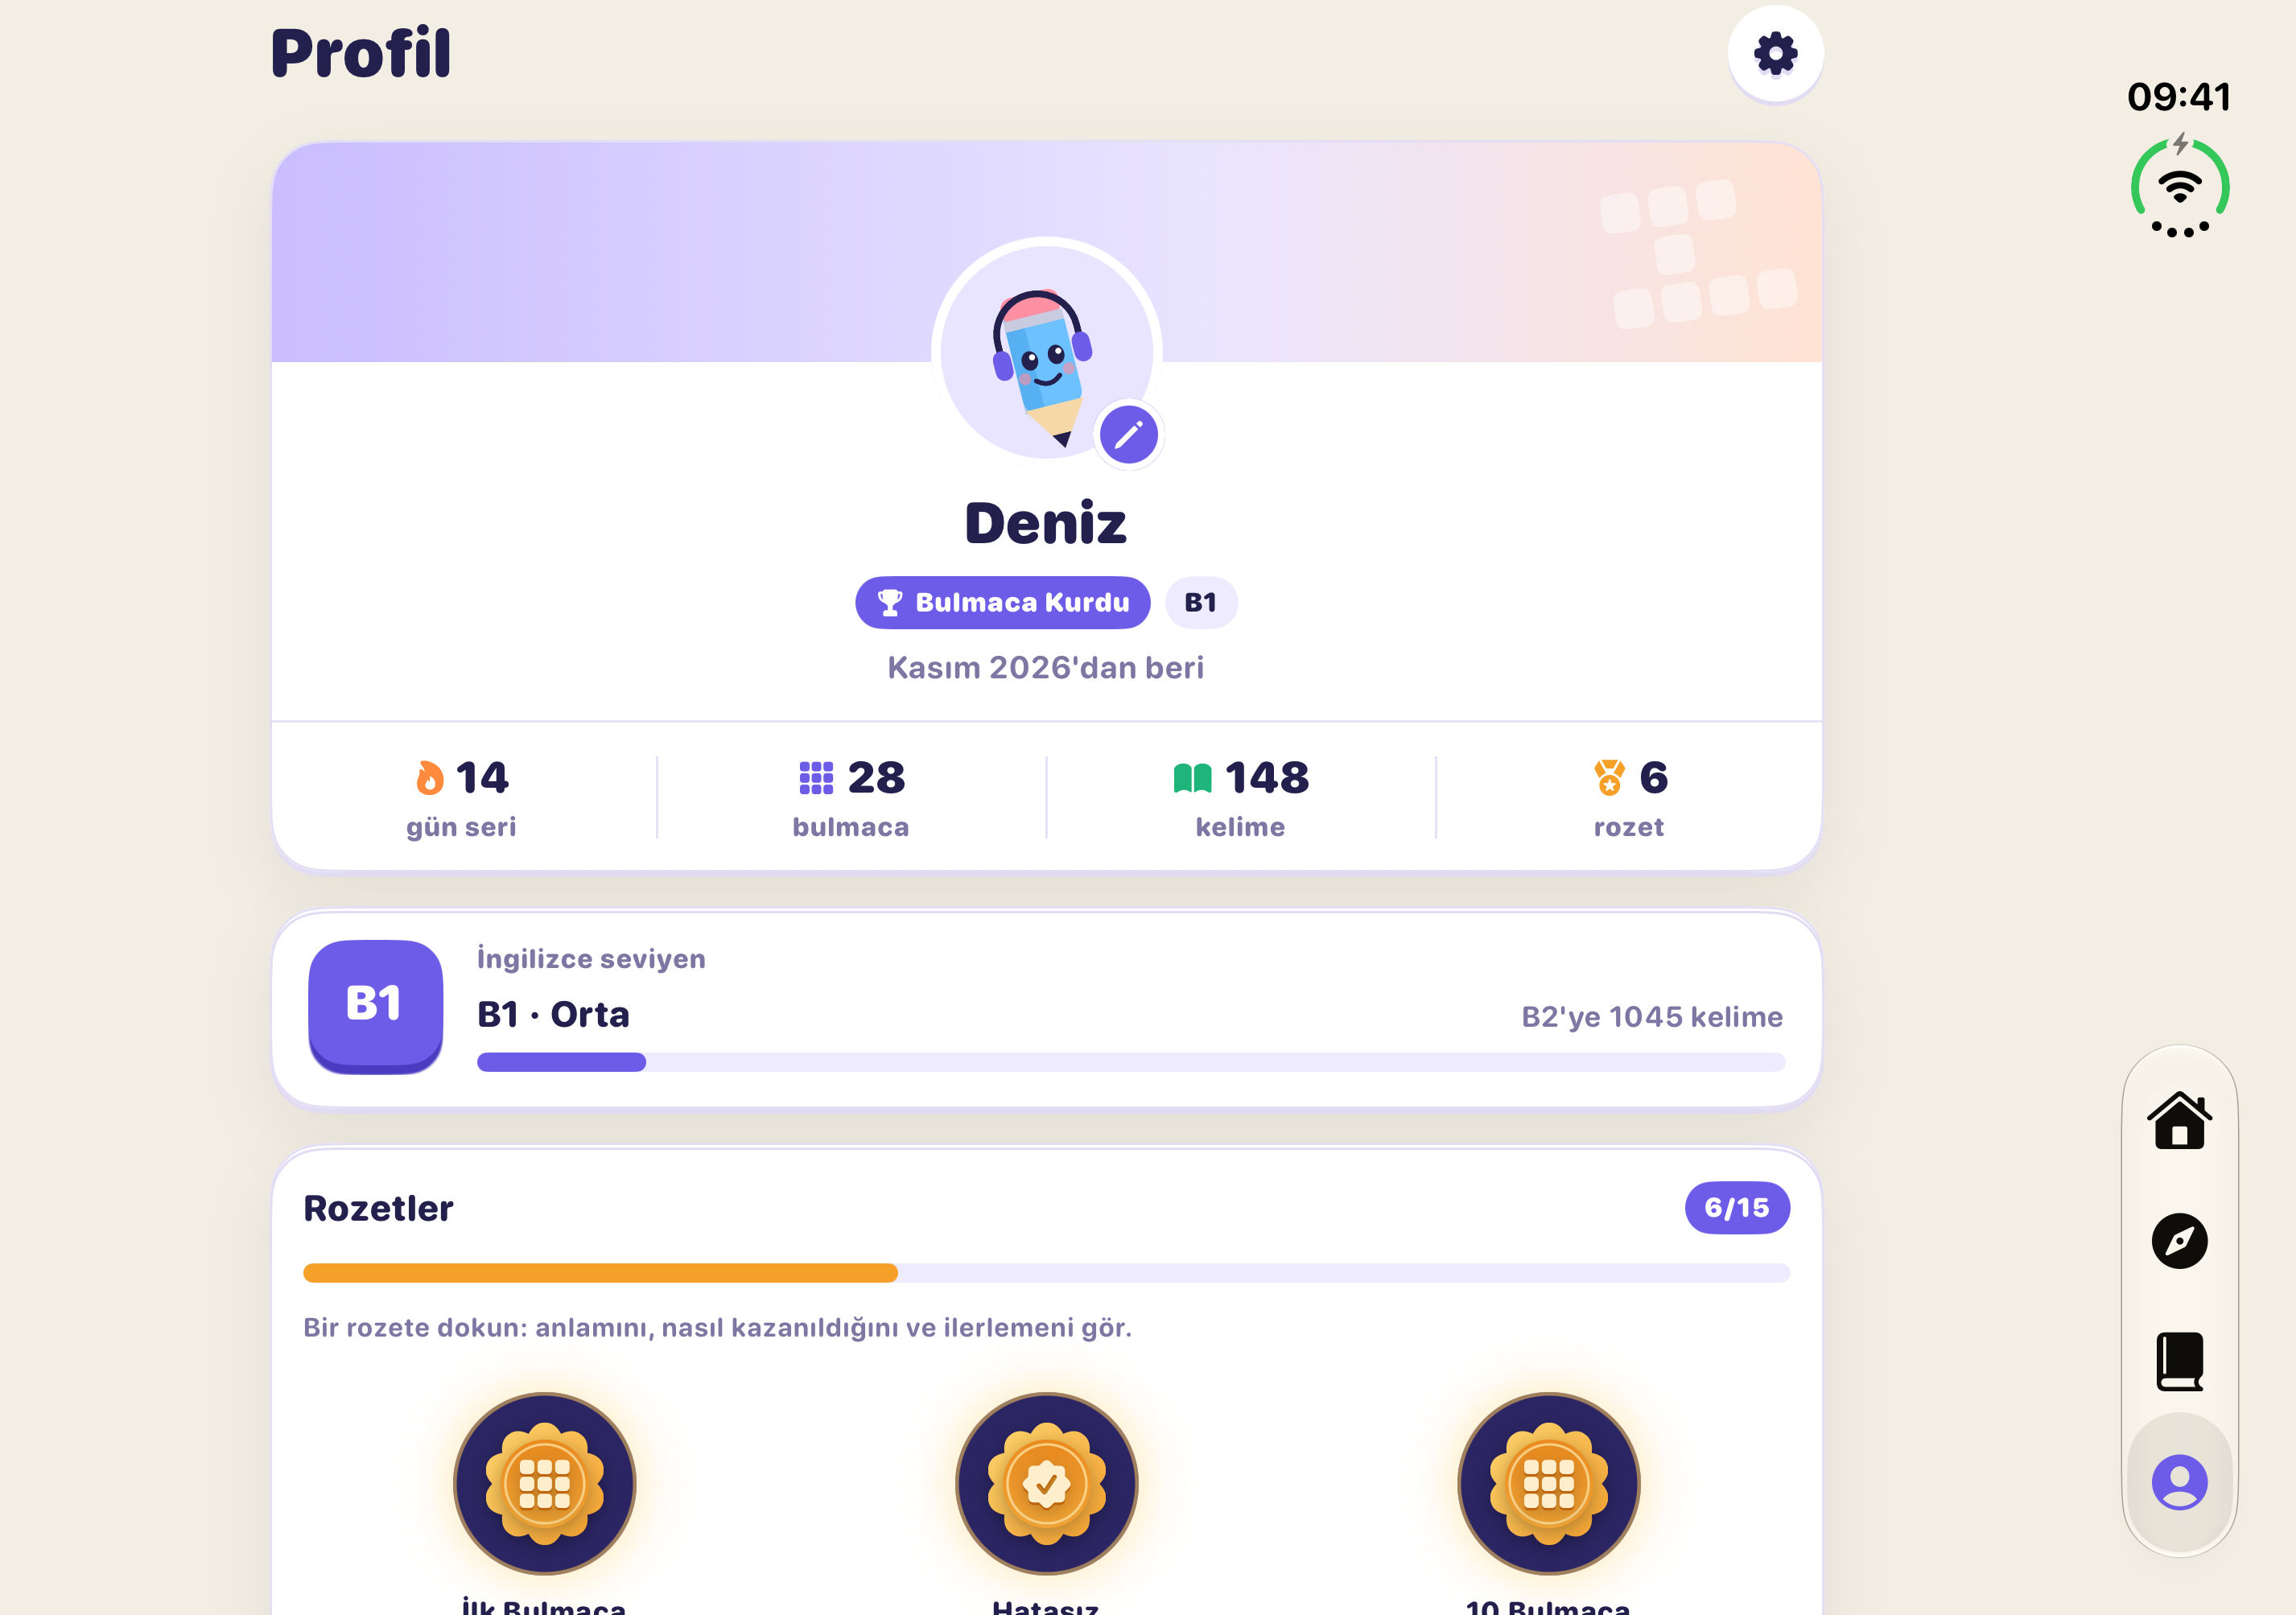 Profil
09:41
Deniz
Bulmaca Kurdu B1
Kasım 2026'dan beri
14 28 148 6
gün seri bulmaca kelime rozet
İngilizce seviyen
B1
B1 · Orta B2'ye 1045 kelime
Rozetler 6/15
Bir rozete dokun: anlamını, nasıl kazanıldığını ve ilerlemeni gör.
İlk Bulmaca Hatasız 10 Bulmaca